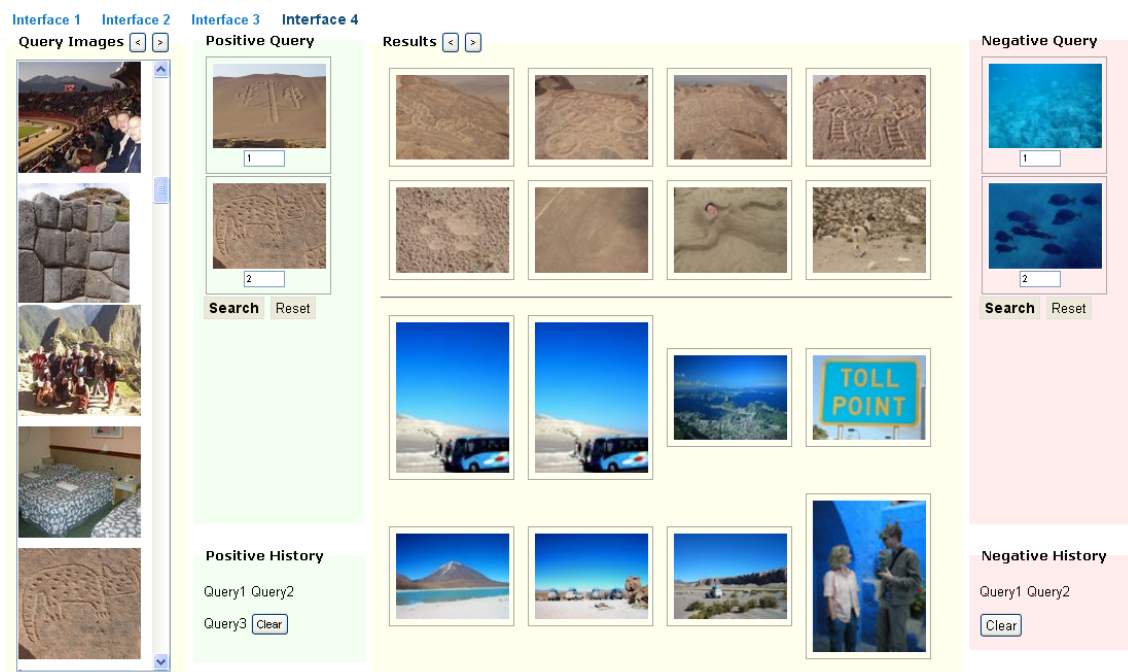 Interface 1 Interface 2 Interface 3 Interface 4
Query Images < >
Positive Query
1
2
Search Reset
Positive History
Query1 Query2
Query3 Clear
Results < >
TOLL
POINT
Negative Query
1
2
Search Reset
Negative History
Query1 Query2
Clear